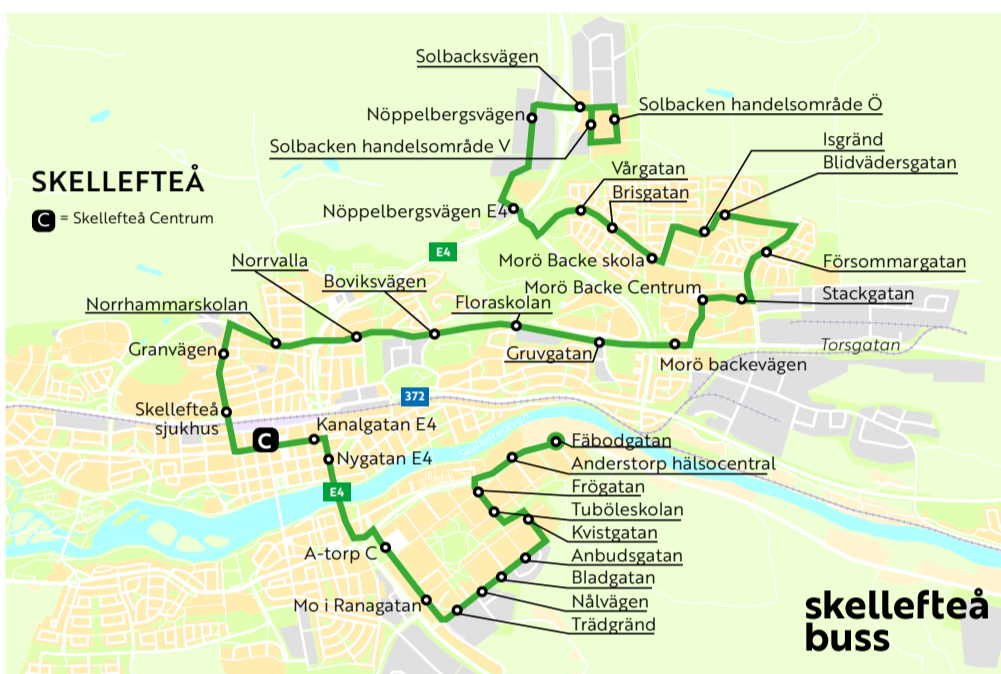 Solbacksvägen
Nöppelbergsvägen
Solbacken handelsområde Ö
Solbacken handelsområde V
Isgränd
Blidvädersgatan
Vårgatan
Brisgatan
SKELLEFTEÅ
C = Skellefteå Centrum
Nöppelbergsvägen E4
E4
Morö Backe skola
Försommargatan
Norrvalla
Boviksvägen
Morö Backe Centrum
Stackgatan
Norrhammarskolan
Floraskolan
Granvägen
Gruvgatan
Torsgatan
Morö backevägen
372
Skellefteå
sjukhus
Kanalgatan E4
C
Nygatan E4
Skellefteälven
Fäbodgatan
Anderstorp hälsocentral
E4
Frögatan
Tuböleskolan
Kvistgatan
A-torp C
Anbudsgatan
Bladgatan
Mo i Ranagatan
Nålvägen
Trädgränd
skellefteå
buss